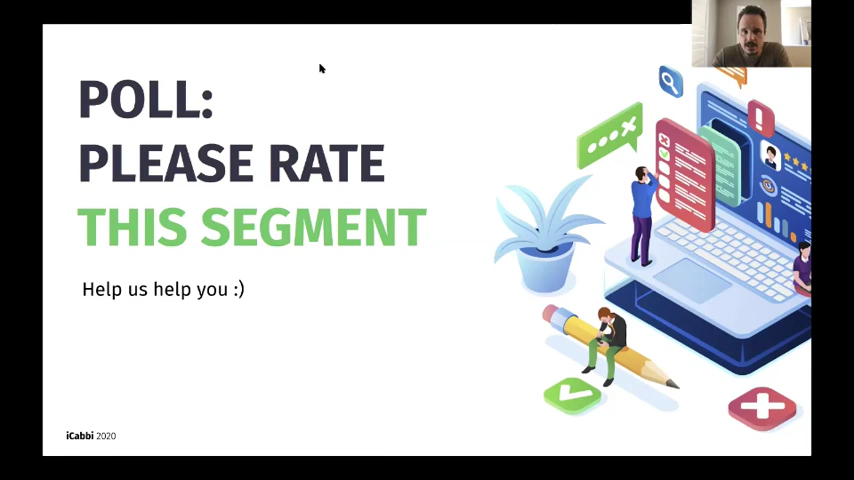 POLL:
PLEASE RATE
THIS SEGMENT
Help us help you :)
iCabbi 2020